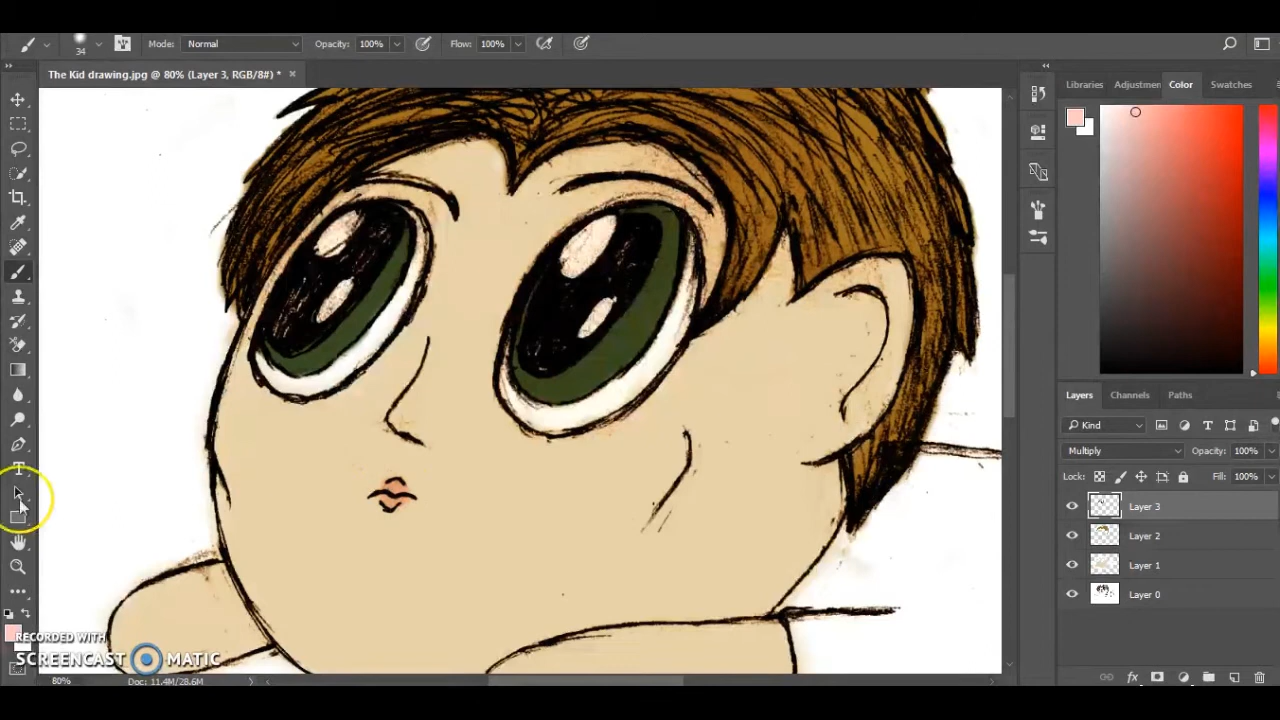 34 Mode: Normal Opacity: 100% Flow: 100%
The Kid drawing.jpg @ 80% (Layer 3, RGB/8#) * ×
Libraries Adjustmen Color Swatches
Layers Channels Paths
Kind
Multiply Opacity: 100%
Lock: Fill: 100%
Layer 3
Layer 2
Layer 1
Layer 0
RECORDED WITH
SCREENCAST MATIC
80% Doc: 11.4M/28.6M